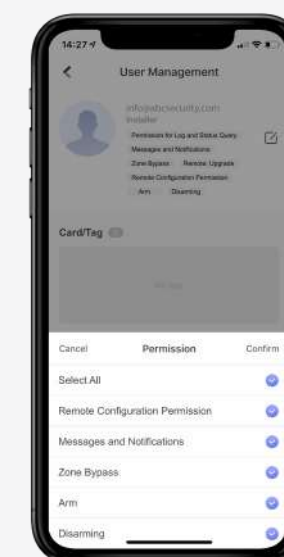 14:27
User Management
info@abcsecurity.com
Installer
Permission for Log and Status Query
Messages and Notifications
Zone Bypass Remote Upgrade
Remote Configuration Permission
Arm Disarming
Card/Tag
Cancel Permission Confirm
Select All
Remote Configuration Permission
Messages and Notifications
Zone Bypass
Arm
Disarming